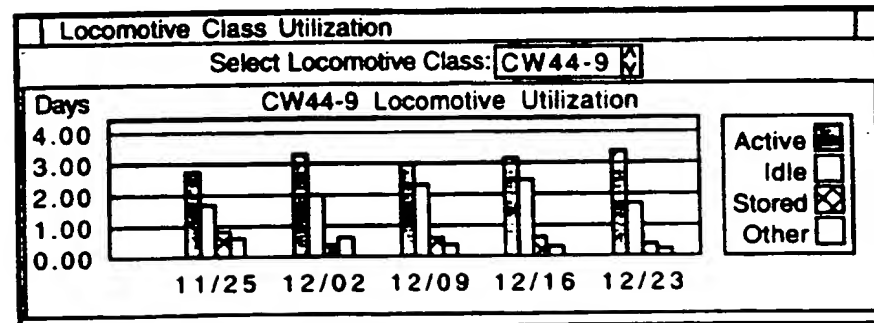 Locomotive Class Utilization
Select Locomotive Class: CW44-9
Days
CW44-9 Locomotive Utilization
4.00
3.00
2.00
1.00
0.00
11/25 12/02 12/09 12/16 12/23
Active
Idle
Stored
Other